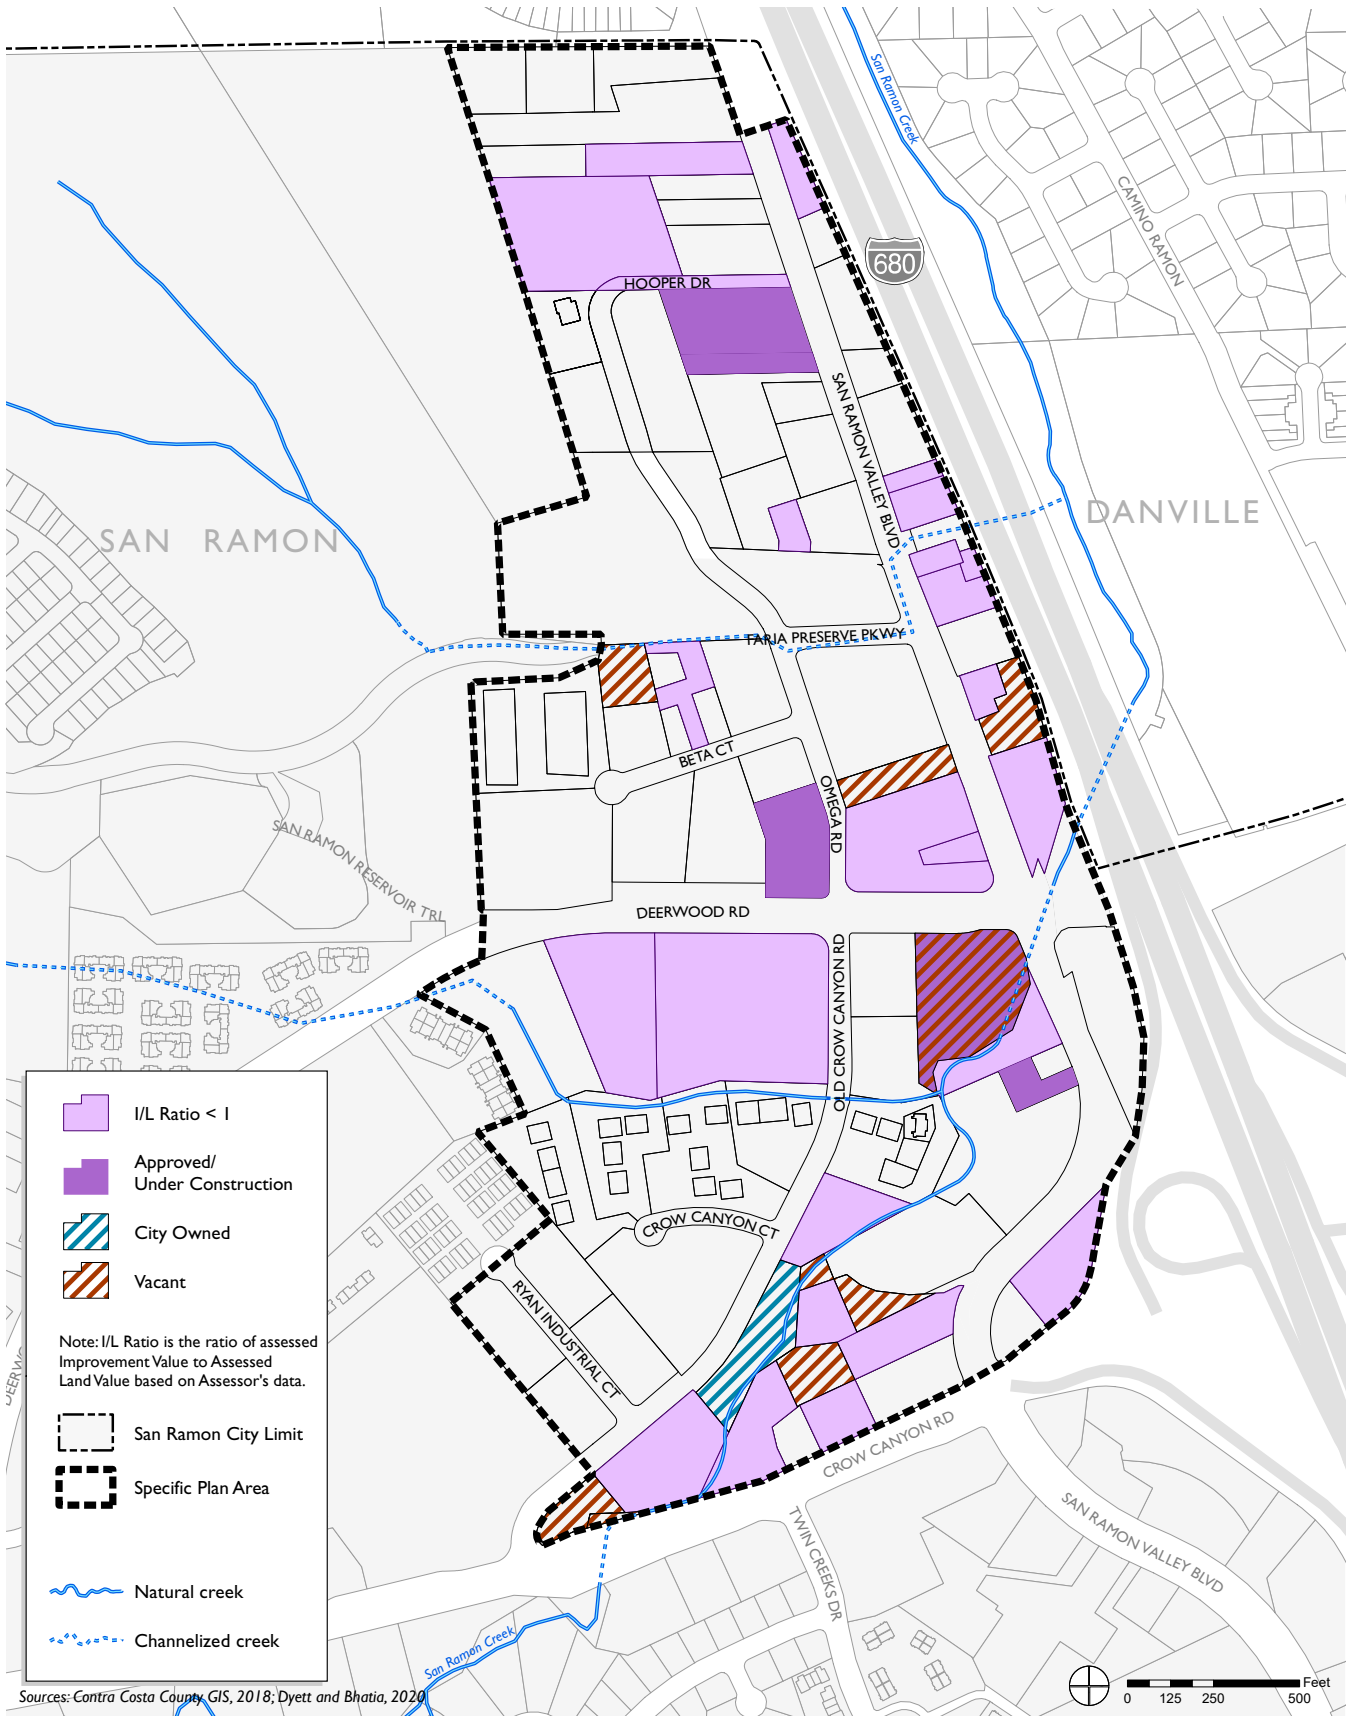 San Ramon Creek
CAMINO RAMON
680
HOOPER DR
SAN RAMON VALLEY BLVD
SAN RAMON
DANVILLE
FARIA PRESERVE PKWY
BETA CT
OMEGA RD
SAN RAMON RESERVOIR TRL
DEERWOOD RD
OLD CROW CANYON RD
CROW CANYON CT
RYAN INDUSTRIAL CT
CROW CANYON RD
SAN RAMON VALLEY BLVD
TWIN CREEKS DR
San Ramon Creek
I/L Ratio < 1
Approved/
Under Construction
City Owned
Vacant
Note: I/L Ratio is the ratio of assessed
Improvement Value to Assessed
Land Value based on Assessor's data.
San Ramon City Limit
Specific Plan Area
Natural creek
Channelized creek
Sources: Contra Costa County GIS, 2018; Dyett and Bhatia, 2020
Feet
0 125 250 500